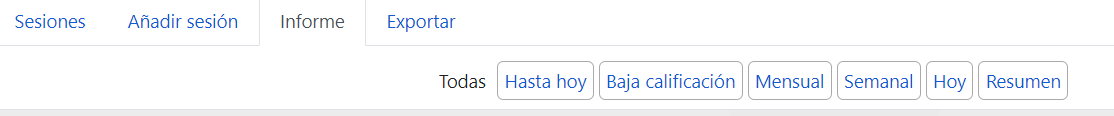 Sesiones Añadir sesión Informe Exportar
Todas Hasta hoy Baja calificación Mensual Semanal Hoy Resumen